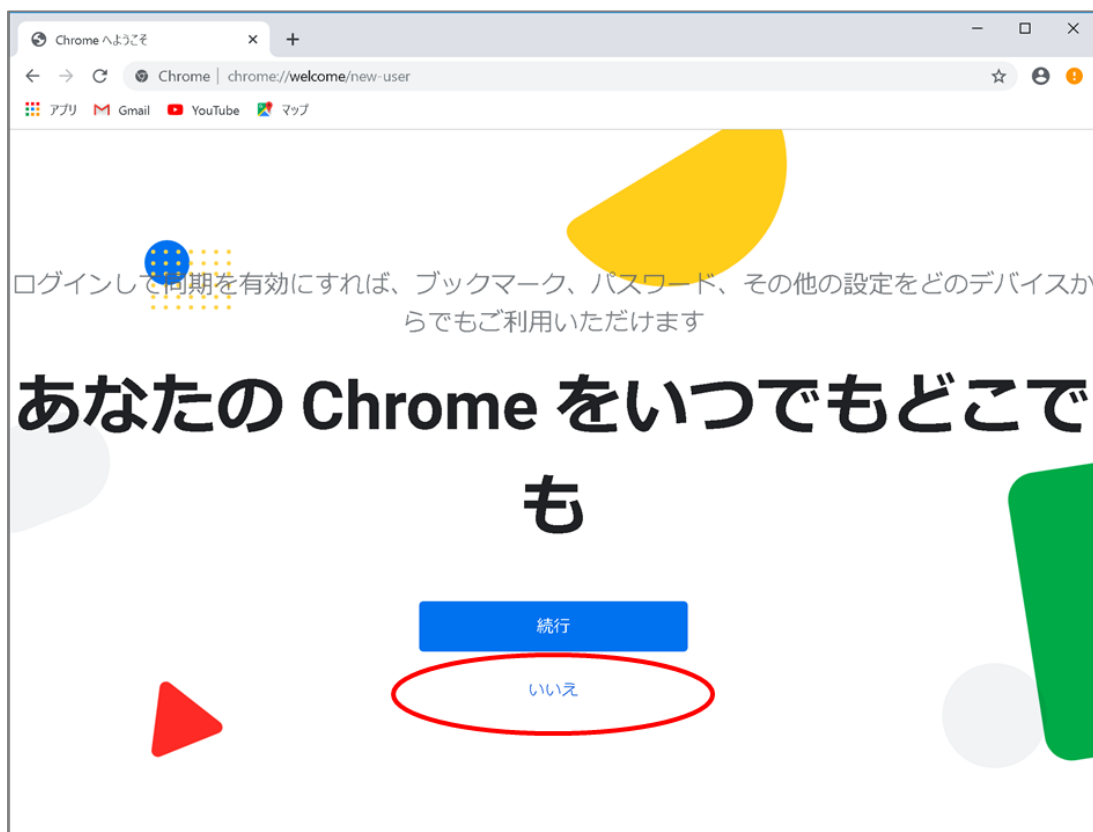 Chrome へようこそ
Chrome | chrome://welcome/new-user
アプリ Gmail YouTube マップ
ログインして同期を有効にすれば、ブックマーク、パスワード、その他の設定をどのデバイスか
らでもご利用いただけます
あなたの Chrome をいつでもどこで
も
続行
いいえ